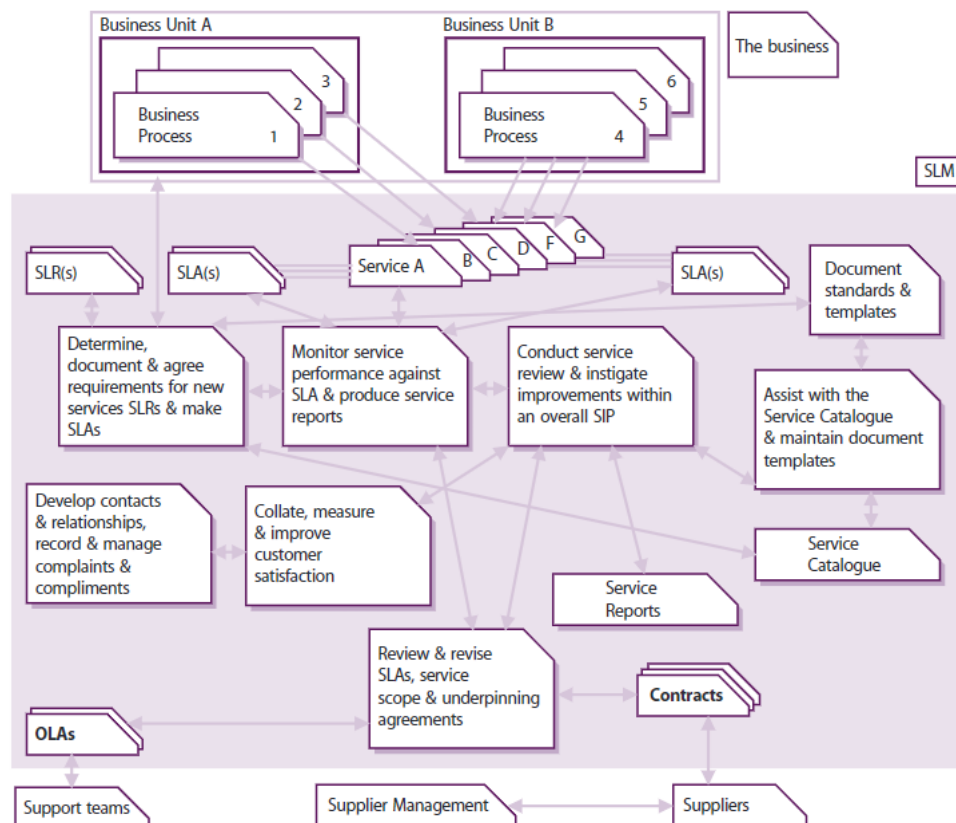 Business Unit A
Business Unit B
The business
3
2
Business
Process
1
6
5
Business
Process
4
SLM
SLR(s)
SLA(s)
Service A
B
C
D
F
G
SLA(s)
Document
standards &
templates
Determine,
document & agree
requirements for new
services SLRs & make
SLAs
Monitor service
performance against
SLA & produce service
reports
Conduct service
review & instigate
improvements within
an overall SIP
Assist with the
Service Catalogue
& maintain document
templates
Develop contacts
& relationships,
record & manage
complaints &
compliments
Collate, measure
& improve
customer
satisfaction
Service
Catalogue
Service
Reports
Review & revise
SLAs, service
scope & underpinning
agreements
Contracts
OLAs
Support teams
Supplier Management
Suppliers